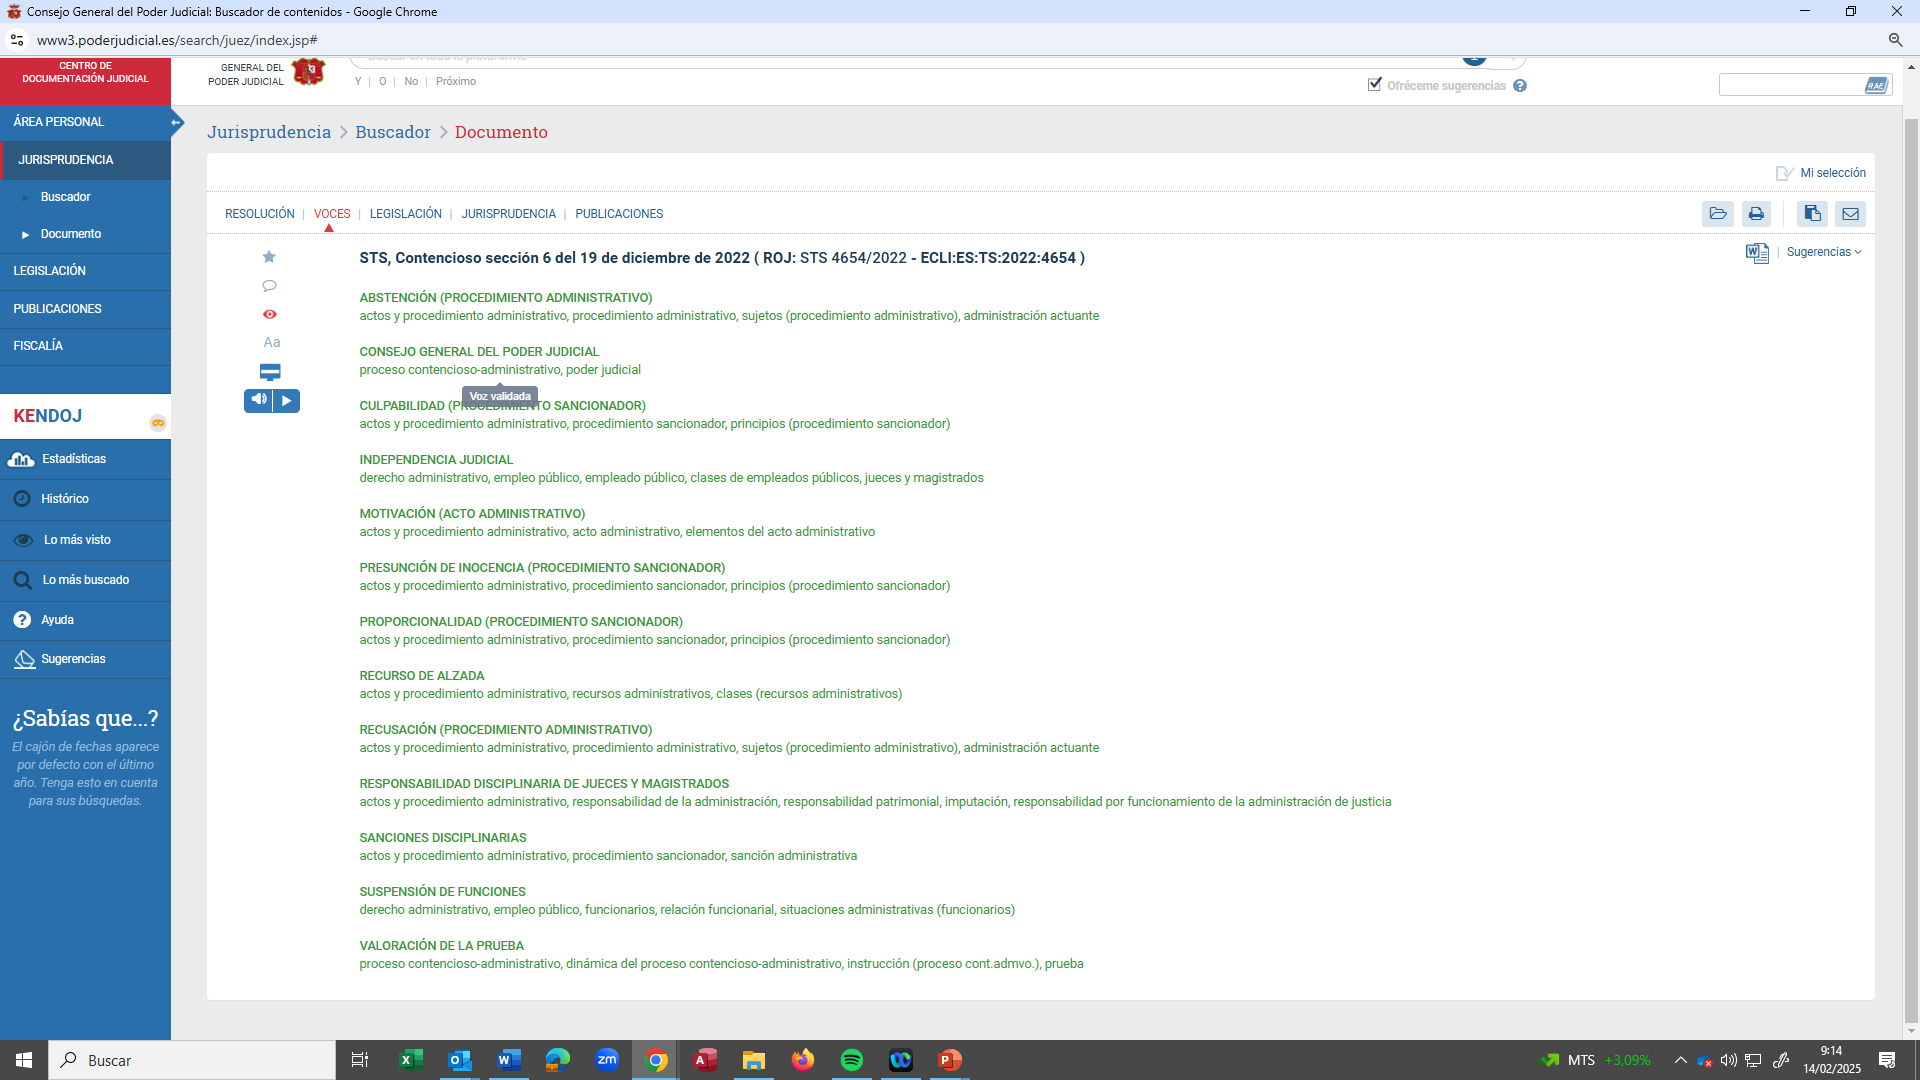 Consejo General del Poder Judicial: Buscador de contenidos - Google Chrome
www3.poderjudicial.es/search/juez/index.jsp#
CENTRO DE
DOCUMENTACIÓN JUDICIAL
GENERAL DEL
PODER JUDICIAL
Y | O | No | Próximo
Ofréceme sugerencias ?
RAE
ÁREA PERSONAL
JURISPRUDENCIA
Buscador
Documento
LEGISLACIÓN
PUBLICACIONES
FISCALÍA
KENDOJ
Estadísticas
Histórico
Lo más visto
Lo más buscado
Ayuda
Sugerencias
¿Sabías que...?
El cajón de fechas aparece
por defecto con el último
año. Tenga esto en cuenta
para sus búsquedas.
Jurisprudencia > Buscador > Documento
Mi selección
RESOLUCIÓN | VOCES | LEGISLACIÓN | JURISPRUDENCIA | PUBLICACIONES
Aa
STS, Contencioso sección 6 del 19 de diciembre de 2022 ( ROJ: STS 4654/2022 - ECLI:ES:TS:2022:4654 )
Sugerencias
ABSTENCIÓN (PROCEDIMIENTO ADMINISTRATIVO)
actos y procedimiento administrativo, procedimiento administrativo, sujetos (procedimiento administrativo), administración actuante
CONSEJO GENERAL DEL PODER JUDICIAL
proceso contencioso-administrativo, poder judicial
Voz validada
CULPABILIDAD (PROCEDIMIENTO SANCIONADOR)
actos y procedimiento administrativo, procedimiento sancionador, principios (procedimiento sancionador)
INDEPENDENCIA JUDICIAL
derecho administrativo, empleo público, empleado público, clases de empleados públicos, jueces y magistrados
MOTIVACIÓN (ACTO ADMINISTRATIVO)
actos y procedimiento administrativo, acto administrativo, elementos del acto administrativo
PRESUNCIÓN DE INOCENCIA (PROCEDIMIENTO SANCIONADOR)
actos y procedimiento administrativo, procedimiento sancionador, principios (procedimiento sancionador)
PROPORCIONALIDAD (PROCEDIMIENTO SANCIONADOR)
actos y procedimiento administrativo, procedimiento sancionador, principios (procedimiento sancionador)
RECURSO DE ALZADA
actos y procedimiento administrativo, recursos administrativos, clases (recursos administrativos)
RECUSACIÓN (PROCEDIMIENTO ADMINISTRATIVO)
actos y procedimiento administrativo, procedimiento administrativo, sujetos (procedimiento administrativo), administración actuante
RESPONSABILIDAD DISCIPLINARIA DE JUECES Y MAGISTRADOS
actos y procedimiento administrativo, responsabilidad de la administración, responsabilidad patrimonial, imputación, responsabilidad por funcionamiento de la administración de justicia
SANCIONES DISCIPLINARIAS
actos y procedimiento administrativo, procedimiento sancionador, sanción administrativa
SUSPENSIÓN DE FUNCIONES
derecho administrativo, empleo público, funcionarios, relación funcionarial, situaciones administrativas (funcionarios)
VALORACIÓN DE LA PRUEBA
proceso contencioso-administrativo, dinámica del proceso contencioso-administrativo, instrucción (proceso cont.admvo.), prueba
Buscar
zm
MTS +3,09%
9:14
14/02/2025